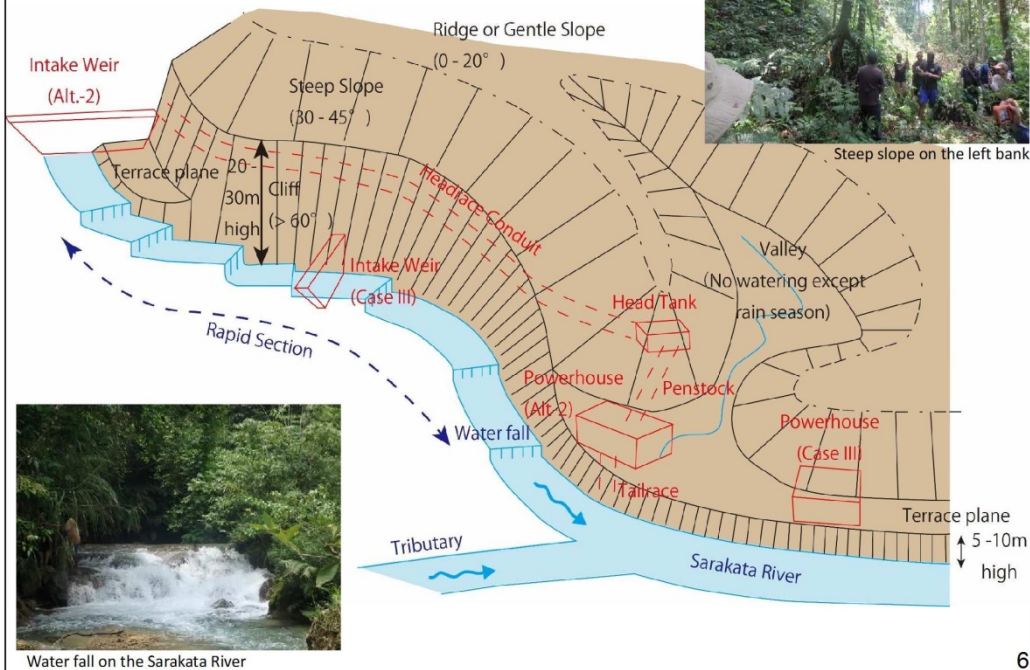 Ridge or Gentle Slope
(0 - 20° )
Intake Weir
(Alt.-2)
Steep Slope
(30 - 45° )
Steep slope on the left bank
Terrace plane
20 -
30m
high
Cliff
(> 60° )
Headrace Conduit
Intake Weir
(Case III)
Valley
(No watering except
rain season)
Rapid Section
Head Tank
Powerhouse
(Alt-2)
Penstock
Water fall
Powerhouse
(Case III)
Tailrace
Terrace plane
5 -10m
high
Tributary
Sarakata River
Water fall on the Sarakata River
6